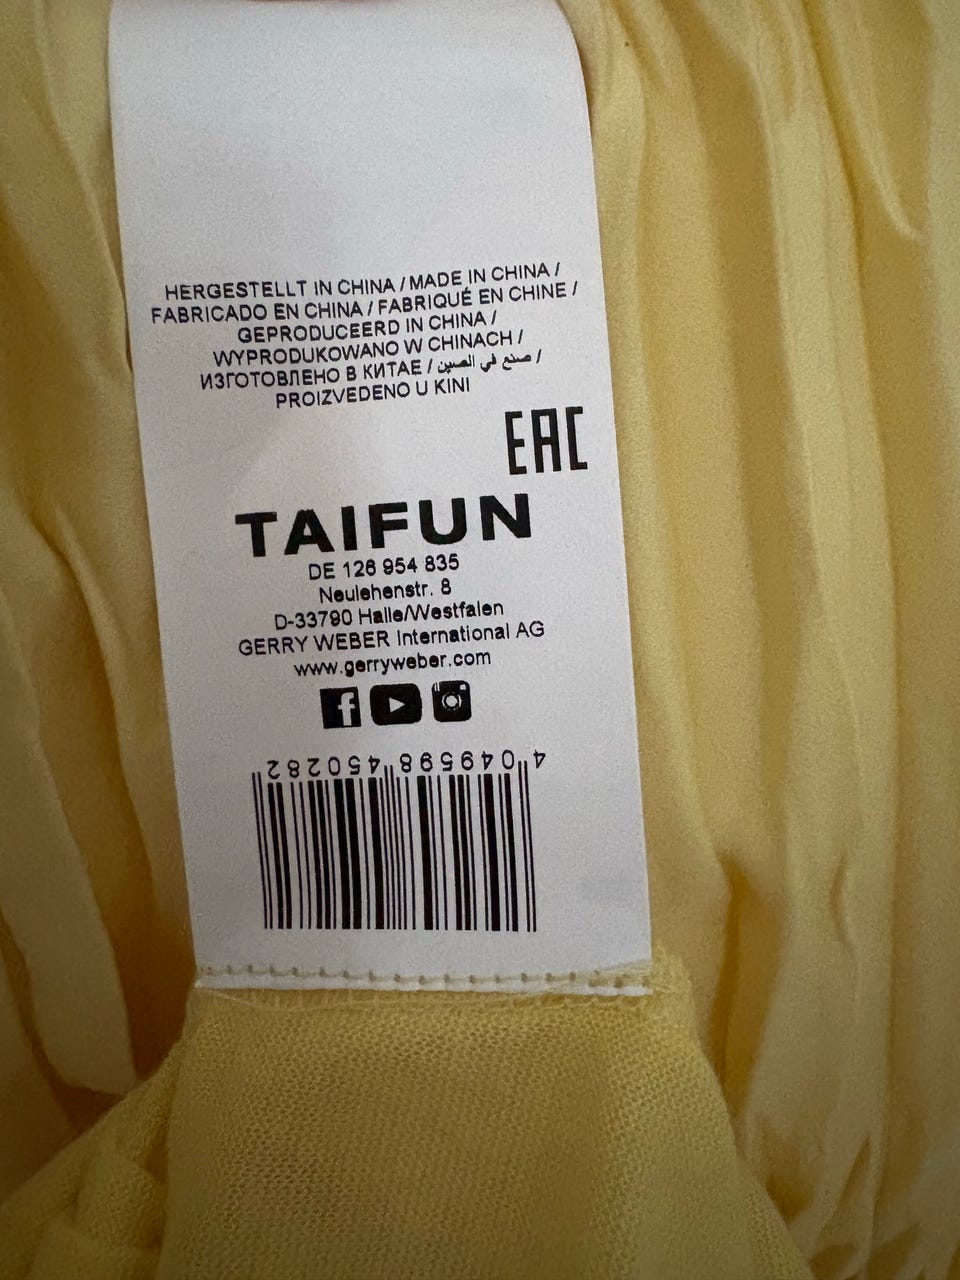 HERGESTELLT IN CHINA / MADE IN CHINA /
FABRICADO EN CHINA / FABRIQUÉ EN CHINE /
GEPRODUCEERD IN CHINA /
WYPRODUKOWANO W CHINACH /
ИЗГОТОВЛЕНО В КИТАЕ / صنع في الصين /
PROIZVEDENO U KINI
EAC
TAIFUN
DE 126 954 835
Neulehenstr. 8
D-33790 Halle/Westfalen
GERRY WEBER International AG
www.gerryweber.com
4 049598 450282